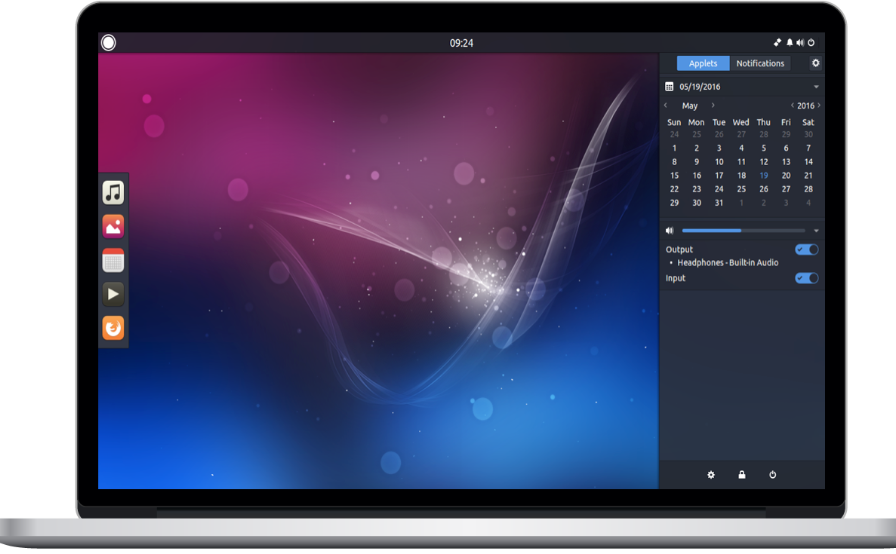 09:24
Applets Notifications
05/19/2016
May 2016
Sun Mon Tue Wed Thu Fri Sat
24 25 26 27 28 29 30
1 2 3 4 5 6 7
8 9 10 11 12 13 14
15 16 17 18 19 20 21
22 23 24 25 26 27 28
29 30 31 1 2 3 4
Output
• Headphones - Built-in Audio
Input